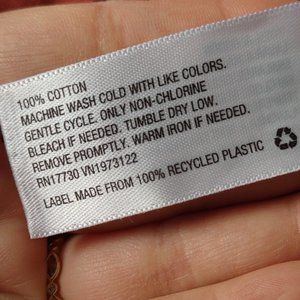 100% COTTON
MACHINE WASH COLD WITH LIKE COLORS.
GENTLE CYCLE. ONLY NON-CHLORINE
BLEACH IF NEEDED. TUMBLE DRY LOW.
REMOVE PROMPTLY. WARM IRON IF NEEDED.
RN17730 VN1973122
LABEL MADE FROM 100% RECYCLED PLASTIC